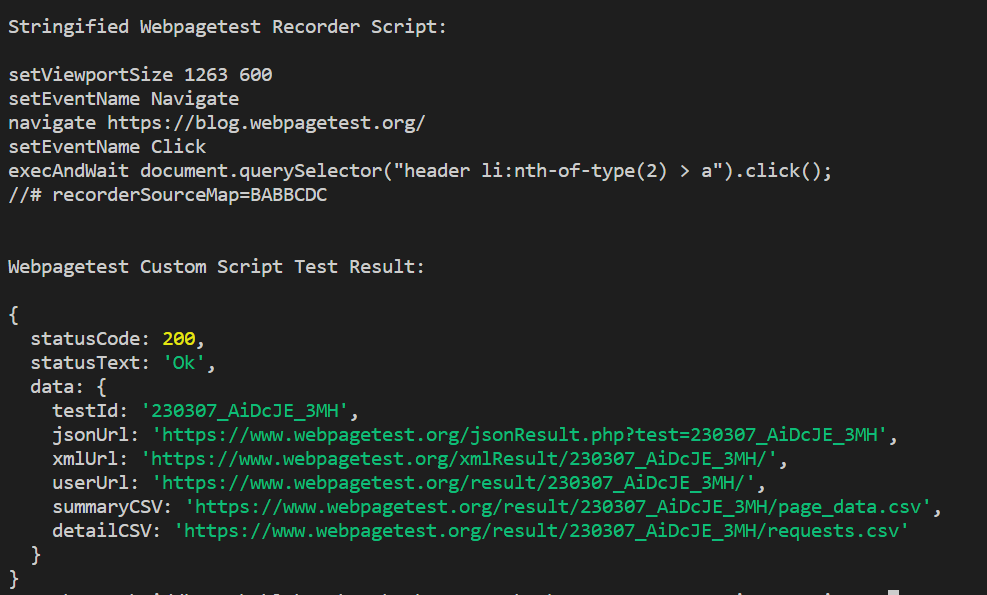 Stringified Webpagetest Recorder Script:
setViewportSize 1263 600
setEventName Navigate
navigate https://blog.webpagetest.org/
setEventName Click
execAndWait document.querySelector("header li:nth-of-type(2) > a").click();
//# recorderSourceMap=BABBCDC
Webpagetest Custom Script Test Result:
{
  statusCode: 200,
  statusText: 'Ok',
  data: {
    testId: '230307_AiDcJE_3MH',
    jsonUrl: 'https://www.webpagetest.org/jsonResult.php?test=230307_AiDcJE_3MH',
    xmlUrl: 'https://www.webpagetest.org/xmlResult/230307_AiDcJE_3MH/',
    userUrl: 'https://www.webpagetest.org/result/230307_AiDcJE_3MH/',
    summaryCSV: 'https://www.webpagetest.org/result/230307_AiDcJE_3MH/page_data.csv',
    detailCSV: 'https://www.webpagetest.org/result/230307_AiDcJE_3MH/requests.csv'
  }
}